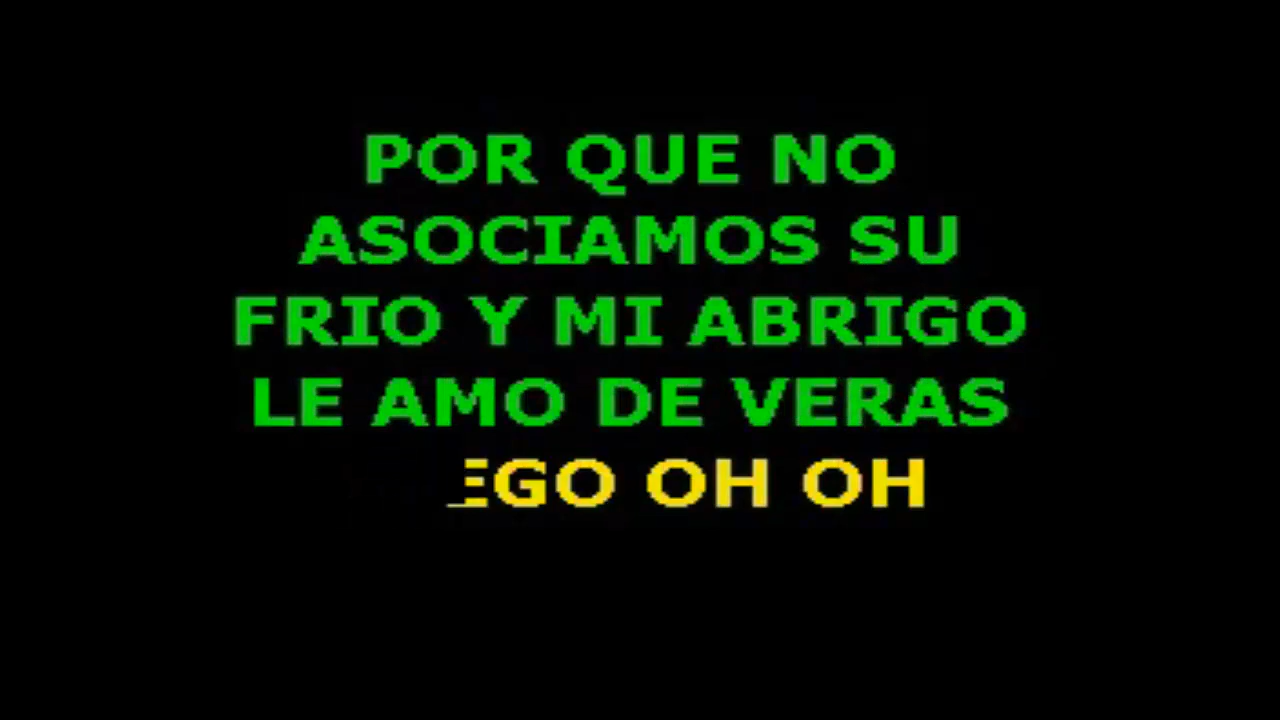 POR QUE NO
ASOCIAMOS SU
FRIO Y MI ABRIGO
LE AMO DE VERAS
OH OH